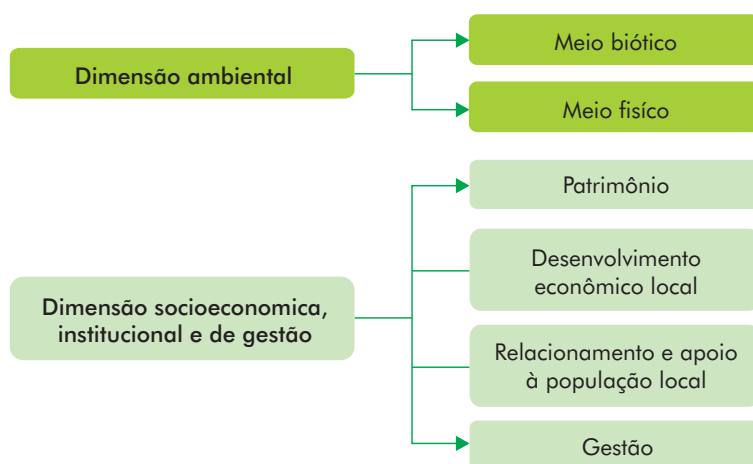 Dimensão ambiental
Meio biótico
Meio fisíco
Dimensão socioeconomica,
institucional e de gestão
Patrimônio
Desenvolvimento
econômico local
Relacionamento e apoio
à população local
Gestão